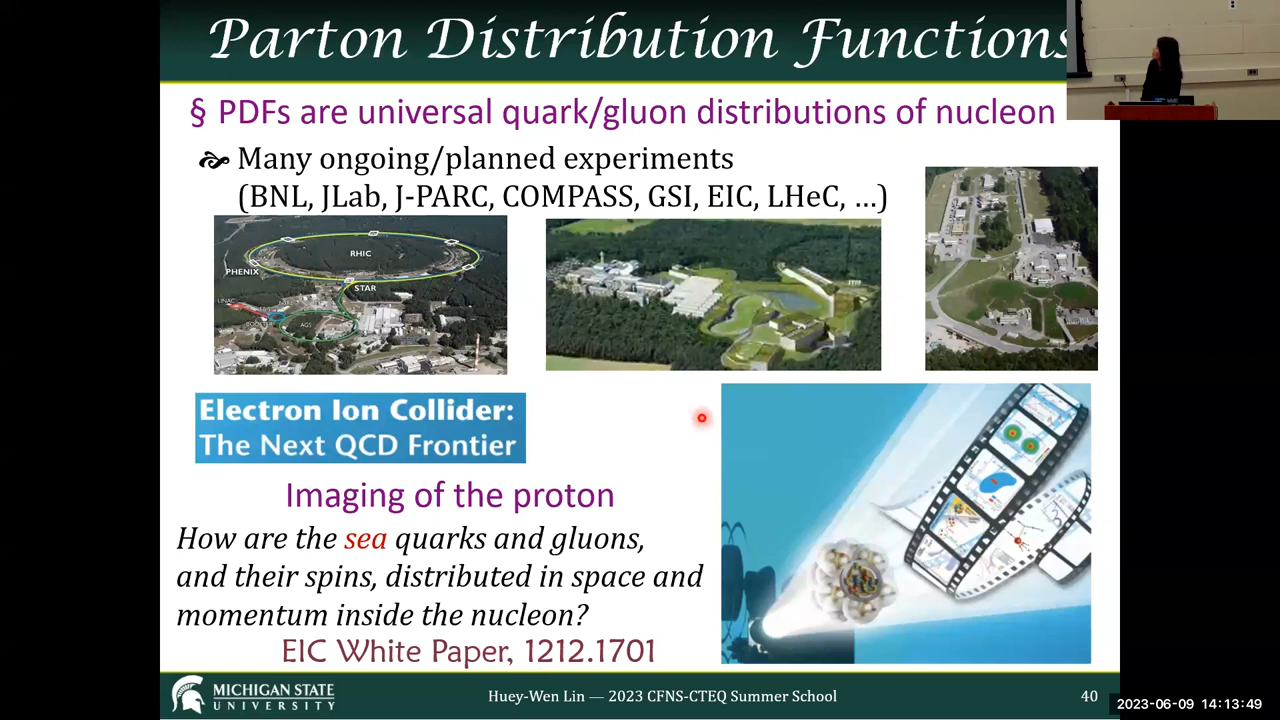 Parton Distribution Functions
§ PDFs are universal quark/gluon distributions of nucleon
Many ongoing/planned experiments
(BNL, JLab, J-PARC, COMPASS, GSI, EIC, LHeC, …)
RHIC
PHENIX
STAR
LINAC
AGS
Electron Ion Collider:
The Next QCD Frontier
Imaging of the proton
How are the sea quarks and gluons,
and their spins, distributed in space and
momentum inside the nucleon?
EIC White Paper, 1212.1701
MICHIGAN STATE
UNIVERSITY
Huey-Wen Lin — 2023 CFNS-CTEQ Summer School
40
2023-06-09 14:13:49